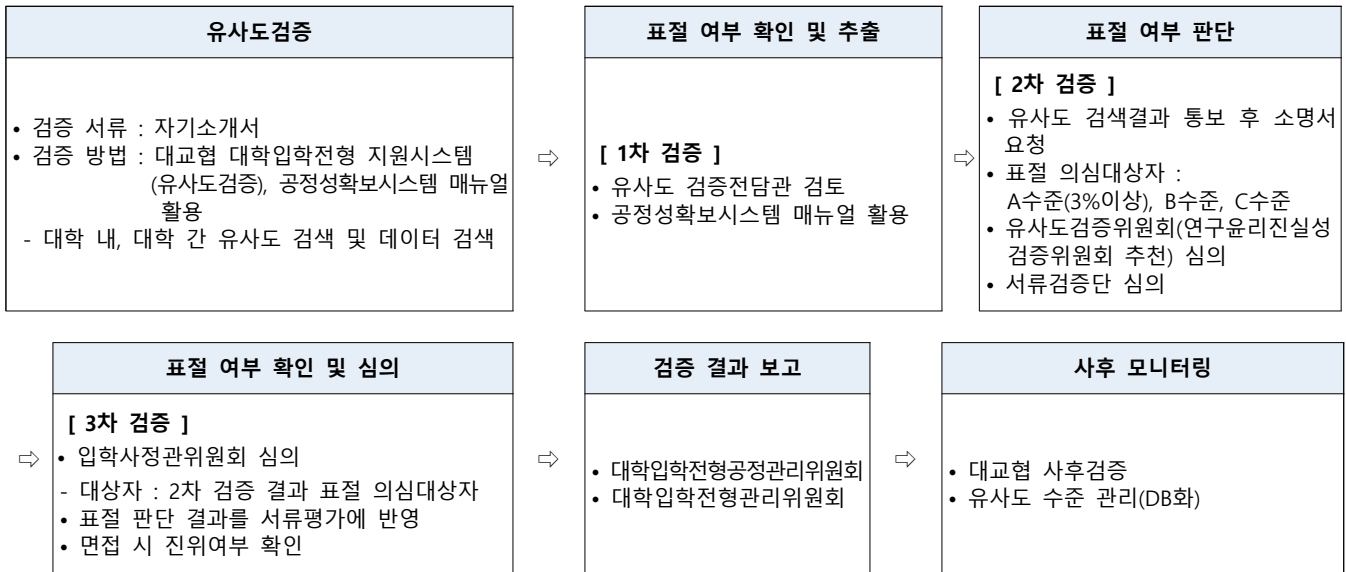 유사도검증
• 검증 서류 : 자기소개서
• 검증 방법 : 대교협 대학입학전형 지원시스템
(유사도검증), 공정성확보시스템 매뉴얼
활용
- 대학 내, 대학 간 유사도 검색 및 데이터 검색
⇨
표절 여부 확인 및 추출
[ 1차 검증 ]
• 유사도 검증전담관 검토
• 공정성확보시스템 매뉴얼 활용
⇨
표절 여부 판단
[ 2차 검증 ]
• 유사도 검색결과 통보 후 소명서
요청
• 표절 의심대상자 :
A수준(3%이상), B수준, C수준
• 유사도검증위원회(연구윤리진실성
검증위원회 추천) 심의
• 서류검증단 심의
⇨
표절 여부 확인 및 심의
[ 3차 검증 ]
• 입학사정관위원회 심의
- 대상자 : 2차 검증 결과 표절 의심대상자
• 표절 판단 결과를 서류평가에 반영
• 면접 시 진위여부 확인
⇨
검증 결과 보고
• 대학입학전형공정관리위원회
• 대학입학전형관리위원회
⇨
사후 모니터링
• 대교협 사후검증
• 유사도 수준 관리(DB화)